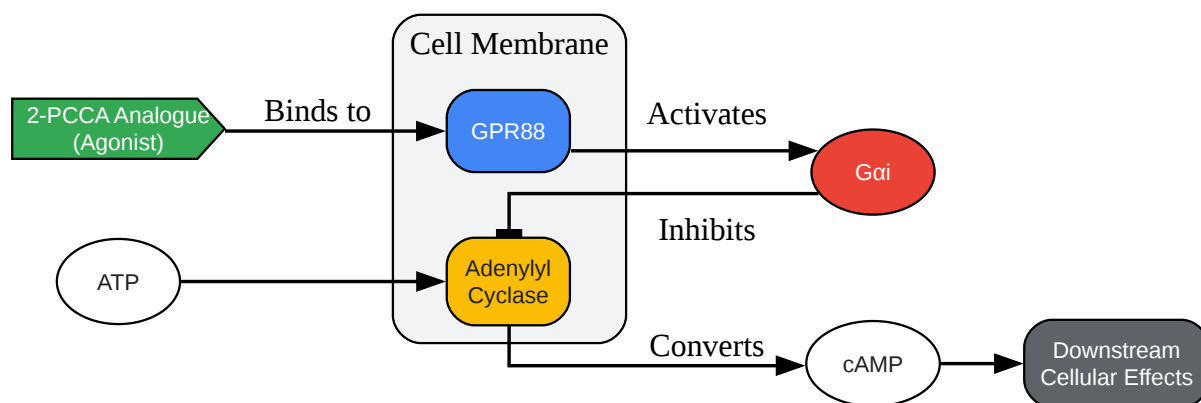 Cell Membrane
2-PCCA Analogue
(Agonist)
Binds to
GPR88
Activates
Gαi
Inhibits
ATP
Adenylyl
Cyclase
Converts
cAMP
Downstream
Cellular Effects